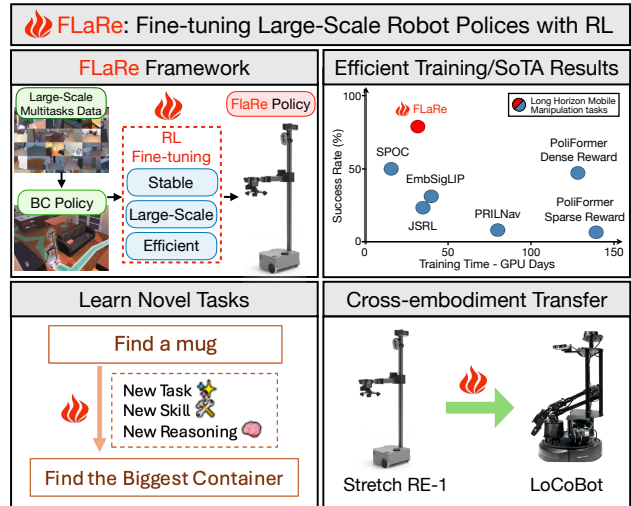 FLaRe: Fine-tuning Large-Scale Robot Polices with RL
FLaRe Framework
Large-Scale
Multitasks Data
BC Policy
RL
Fine-tuning
Stable
Large-Scale
Efficient
FlaRe Policy
Efficient Training/SoTA Results
Success Rate (%)
100
50
0
FLaRe
Long Horizon Mobile
Manipulation tasks
SPOC
EmbSigLIP
JSRL
PRILNav
PoliFormer
Dense Reward
PoliFormer
Sparse Reward
50
100
150
Training Time - GPU Days
Learn Novel Tasks
Find a mug
New Task
New Skill
New Reasoning
Find the Biggest Container
Cross-embodiment Transfer
Stretch RE-1
LoCoBot